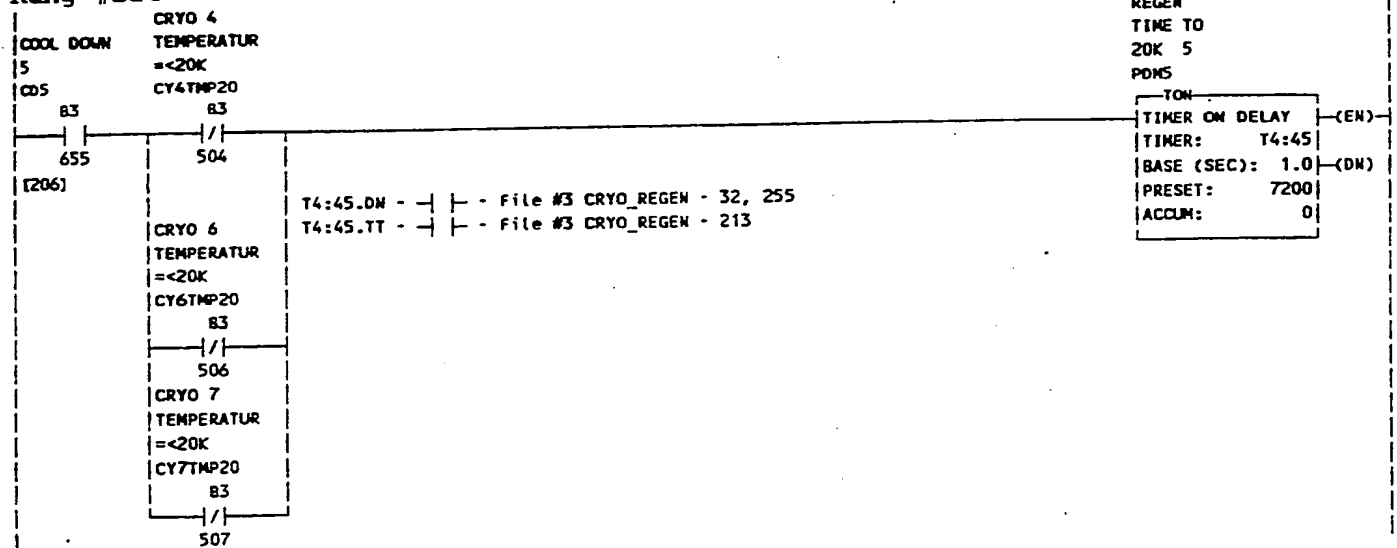 CRYO 4
COOL DOWN TEMPERATUR
5 =<20K
CD5 CY4TMP20
B3 B3
655 504
[206]
T4:45.DN - - File #3 CRYO_REGEN - 32, 255
T4:45.TT - - File #3 CRYO_REGEN - 213
CRYO 6
TEMPERATUR
=<20K
CY6TMP20
B3
506
CRYO 7
TEMPERATUR
=<20K
CY7TMP20
B3
507
REGEN
TIME TO
20K 5
PDM5
TON
TIMER ON DELAY (EN)
TIMER: T4:45
BASE (SEC): 1.0 (DN)
PRESET: 7200
ACCUM: 0